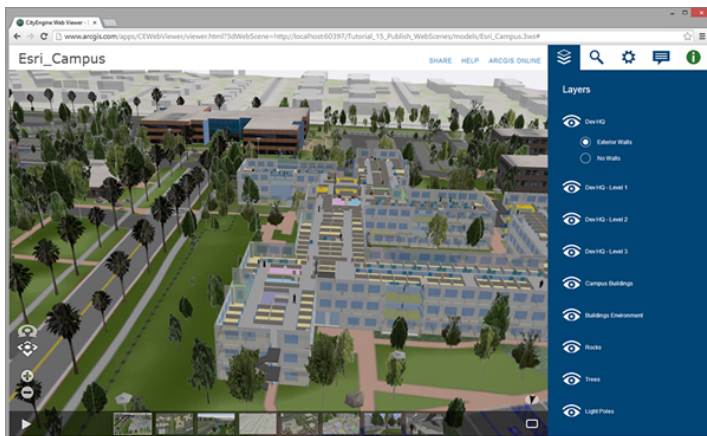 CityEngine Web Viewer - E
www.arcgis.com/apps/CEWebViewer/viewer.html?3dWebScene=http://localhost:60397/Tutorial_15_Publish_WebScenes/models/Esri_Campus.3ws#
Esri_Campus
SHARE HELP ARCGIS ONLINE
Layers
Dev HQ
Exterior Walls
No Walls
Dev HQ - Level 1
Dev HQ - Level 2
Dev HQ - Level 3
Campus Buildings
Buildings Environment
Rocks
Trees
Light Poles